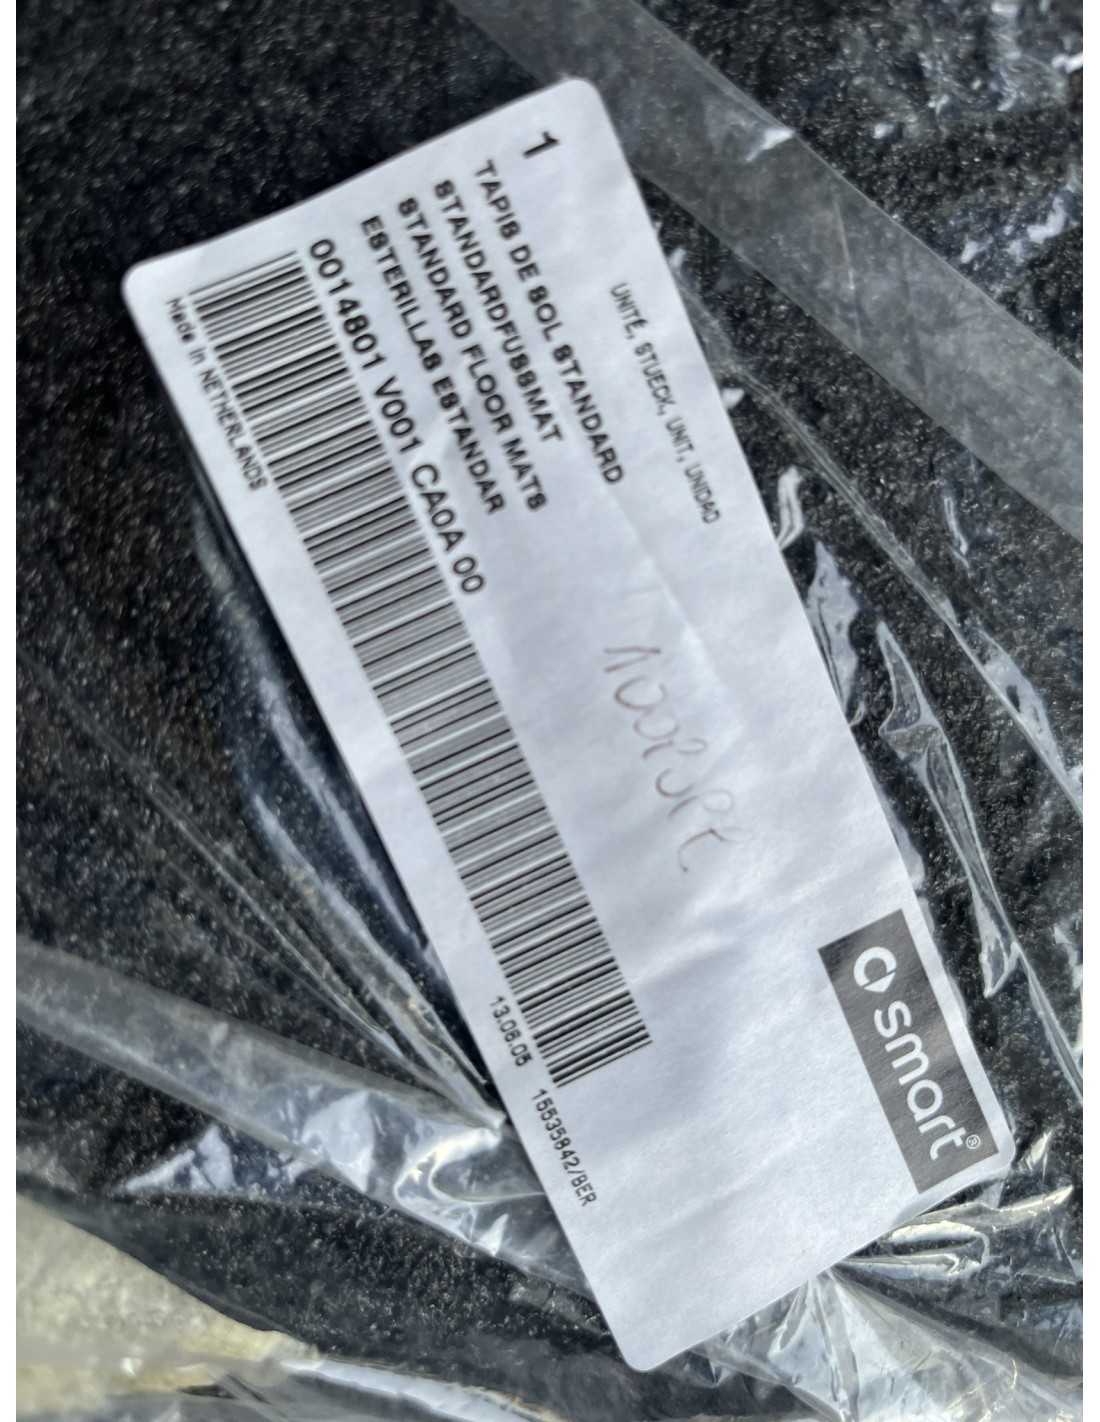 1
UNITÉ, STUECK, UNIT, UNIDAD
TAPIS DE SOL STANDARD
STANDARDFUSSMAT
STANDARD FLOOR MATS
ESTERILLAS ESTANDAR
0014801 V001 CA0A 00
Made in NETHERLANDS
13.06.05 15535842/BER
smart®